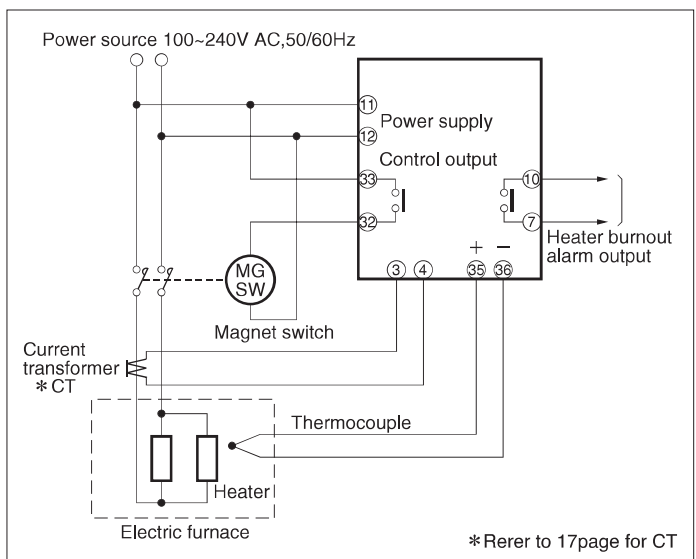 Power source 100~240V AC,50/60Hz
11
Power supply
12
Control output
33
10
32
7
Heater burnout
alarm output
+ −
3 4 35 36
MG
SW
Magnet switch
Current
transformer
*CT
Thermocouple
Heater
Electric furnace
*Rerer to 17page for CT